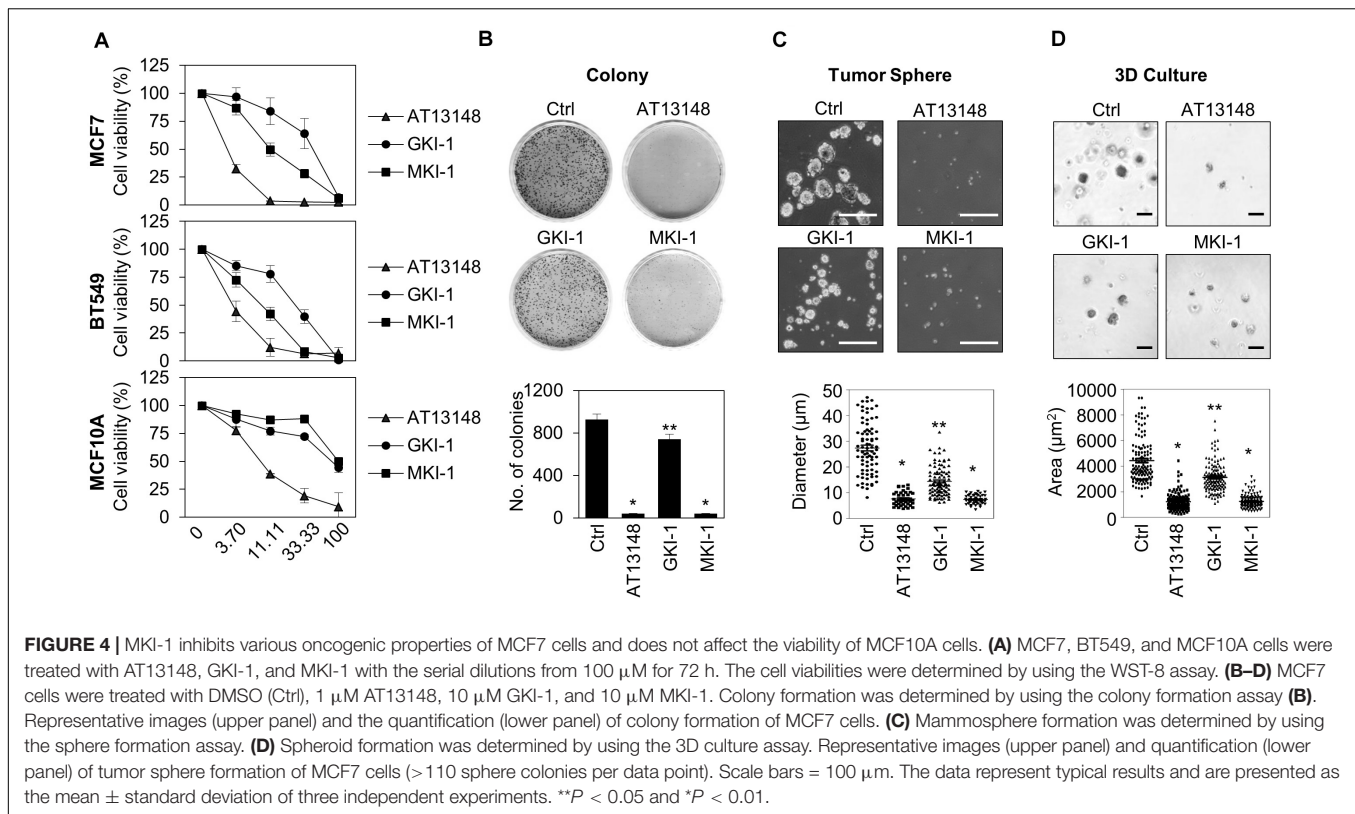 A
MCF7
Cell viability (%)
125
100
75
50
25
0
AT13148
GKI-1
MKI-1
BT549
Cell viability (%)
125
100
75
50
25
0
AT13148
GKI-1
MKI-1
MCF10A
Cell viability (%)
125
100
75
50
25
0
AT13148
GKI-1
MKI-1
0
3.70
11.11
33.33
100
B
Colony
Ctrl AT13148
GKI-1 MKI-1
No. of colonies
1200
800
400
0
*
**
*
Ctrl
AT13148
GKI-1
MKI-1
C
Tumor Sphere
Ctrl AT13148
GKI-1 MKI-1
Diameter (µm)
50
40
30
20
10
0
*
**
*
Ctrl
AT13148
GKI-1
MKI-1
D
3D Culture
Ctrl AT13148
GKI-1 MKI-1
Area (µm²)
10000
8000
6000
4000
2000
0
*
**
*
Ctrl
AT13148
GKI-1
MKI-1
FIGURE 4 | MKI-1 inhibits various oncogenic properties of MCF7 cells and does not affect the viability of MCF10A cells. (A) MCF7, BT549, and MCF10A cells were
treated with AT13148, GKI-1, and MKI-1 with the serial dilutions from 100 µM for 72 h. The cell viabilities were determined by using the WST-8 assay. (B–D) MCF7
cells were treated with DMSO (Ctrl), 1 µM AT13148, 10 µM GKI-1, and 10 µM MKI-1. Colony formation was determined by using the colony formation assay (B).
Representative images (upper panel) and the quantification (lower panel) of colony formation of MCF7 cells. (C) Mammosphere formation was determined by using
the sphere formation assay. (D) Spheroid formation was determined by using the 3D culture assay. Representative images (upper panel) and quantification (lower
panel) of tumor sphere formation of MCF7 cells (>110 sphere colonies per data point). Scale bars = 100 µm. The data represent typical results and are presented as
the mean ± standard deviation of three independent experiments. **P < 0.05 and *P < 0.01.